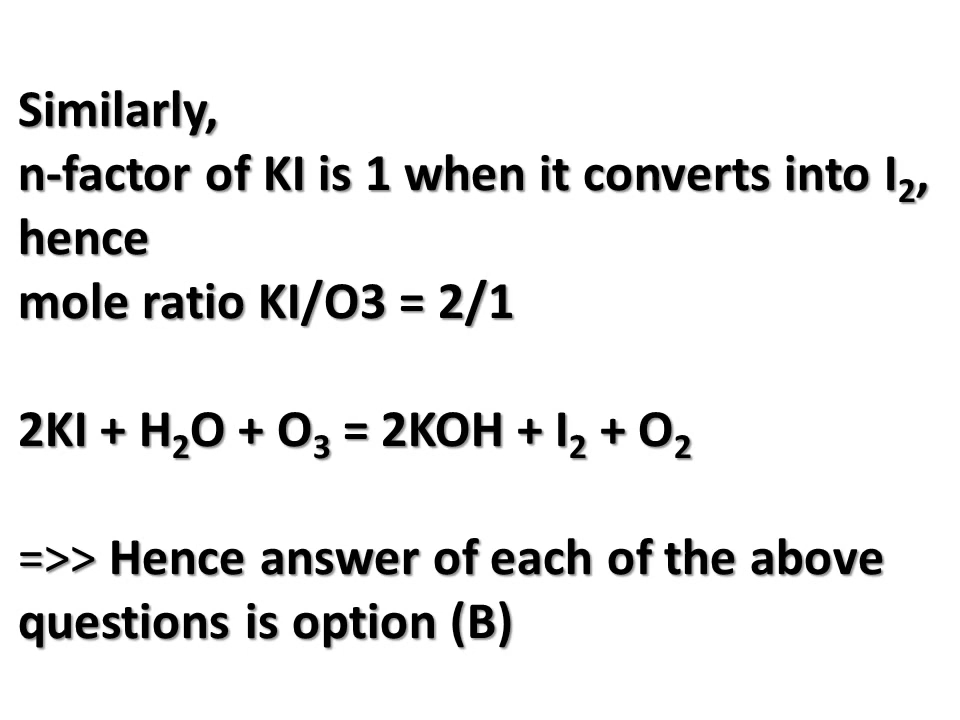 Similarly,
n-factor of KI is 1 when it converts into I₂,
hence
mole ratio KI/O3 = 2/1
2KI + H₂O + O₃ = 2KOH + I₂ + O₂
=>> Hence answer of each of the above
questions is option (B)